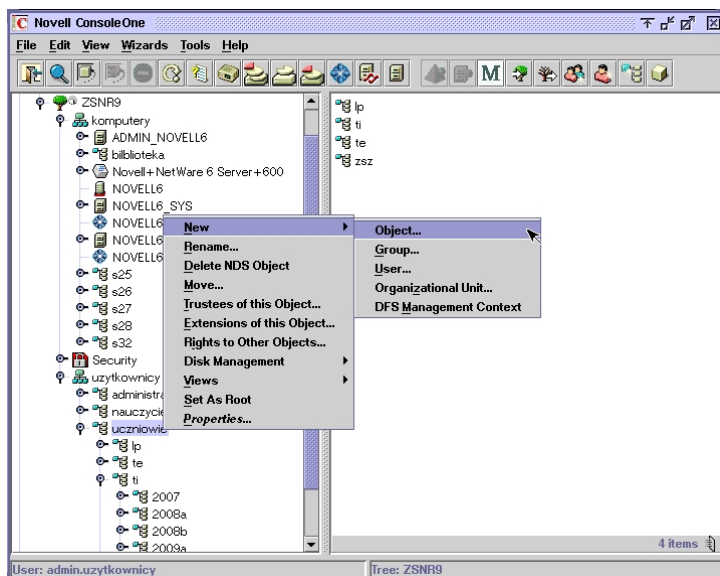 Novell ConsoleOne
File Edit View Wizards Tools Help
M
ZSNR9
komputery
ADMIN_NOVELL6
bilblioteka
Novell+NetWare 6 Server+600
NOVELL6
NOVELL6_SYS
NOVELL6
NOVELL6
NOVELL6
s25
s26
s27
s28
s32
Security
uzytkownicy
administra
nauczycie
uczniowie
lp
te
ti
2007
2008a
2008b
2009a
lp
ti
te
zsz
New
Rename...
Delete NDS Object
Move...
Trustees of this Object...
Extensions of this Object...
Rights to Other Objects...
Disk Management
Views
Set As Root
Properties...
Object...
Group...
User...
Organizational Unit...
DFS Management Context
4 items
User: admin.uzytkownicy
Tree: ZSNR9